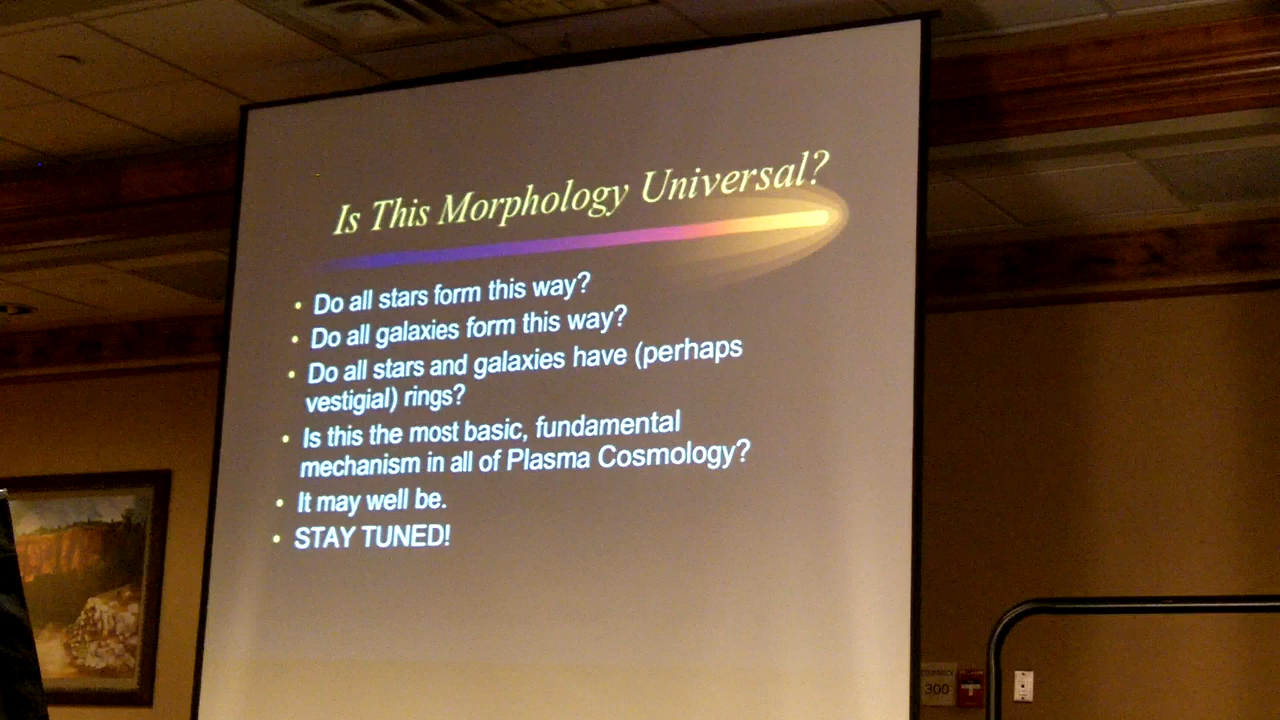 Is This Morphology Universal?
• Do all stars form this way?
• Do all galaxies form this way?
• Do all stars and galaxies have (perhaps
vestigial) rings?
• Is this the most basic, fundamental
mechanism in all of Plasma Cosmology?
• It may well be.
• STAY TUNED!
300